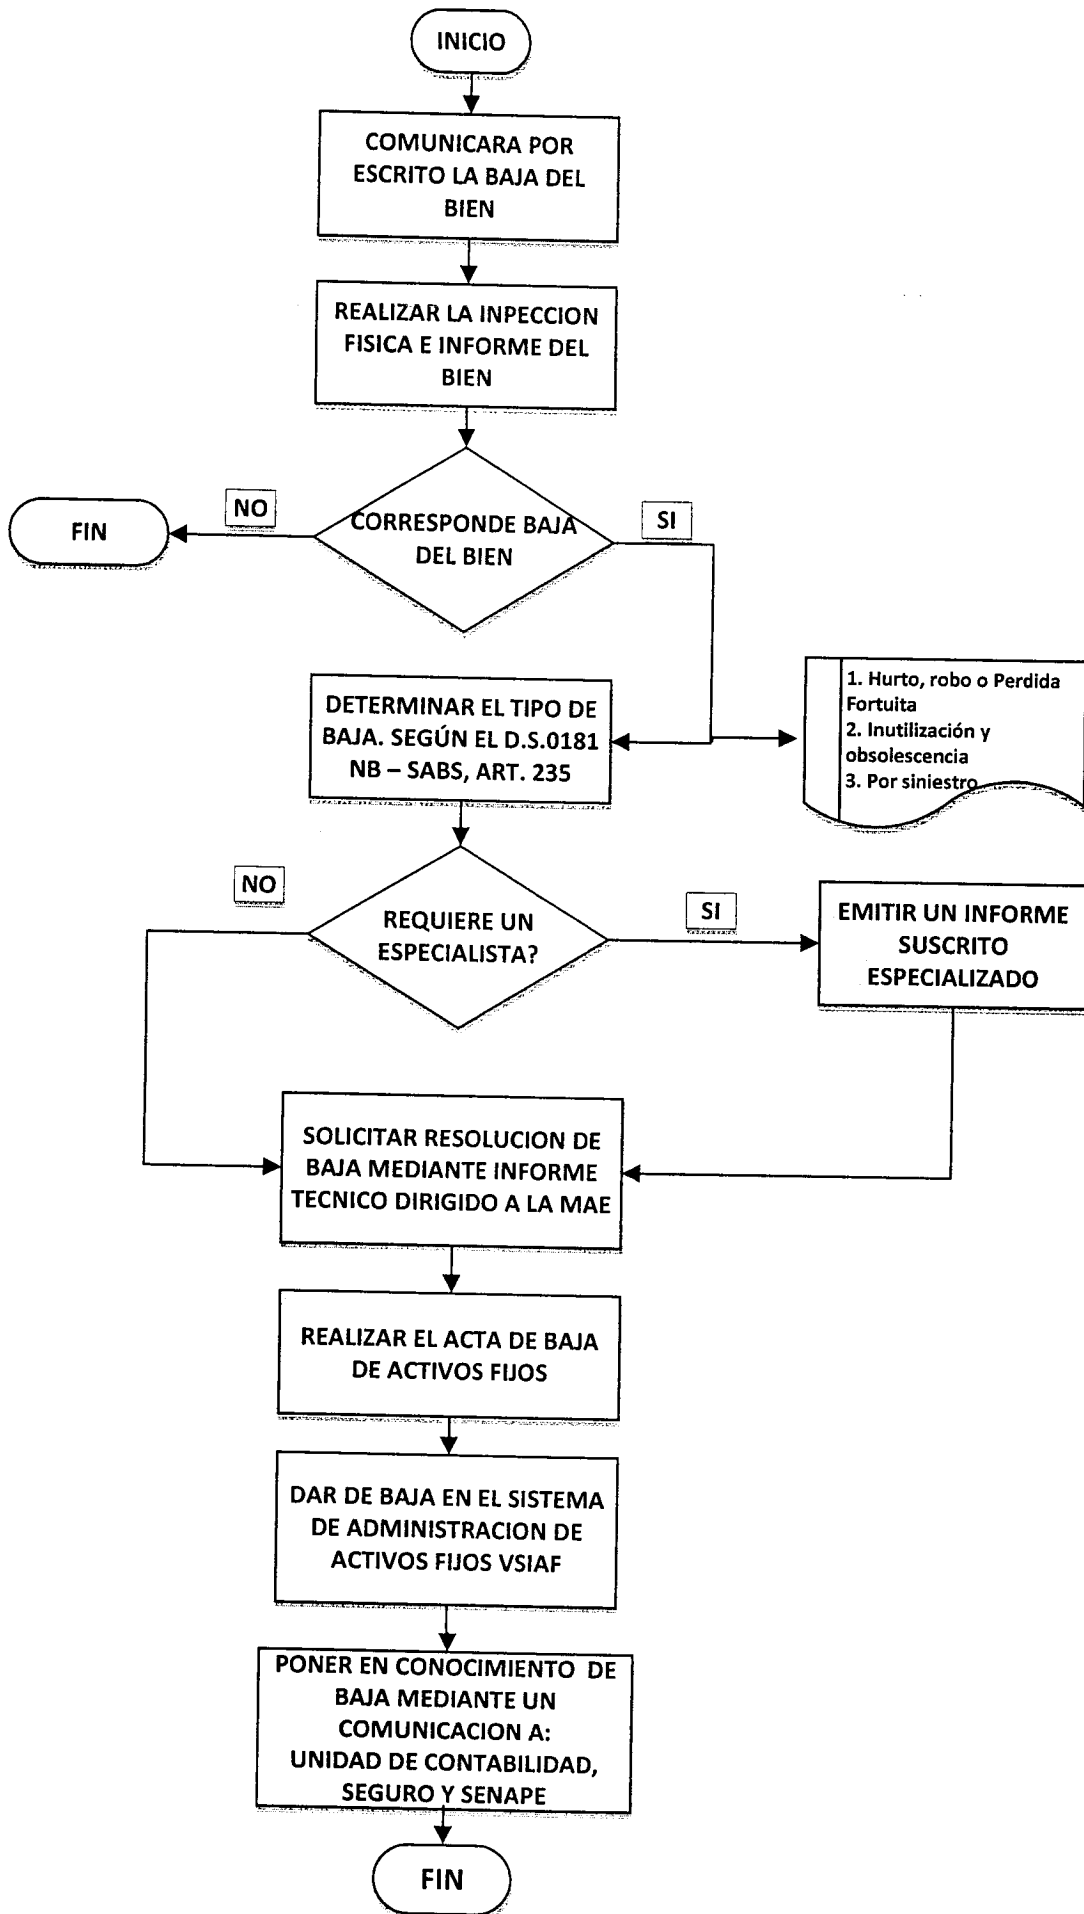 INICIO
COMUNICARA POR
ESCRITO LA BAJA DEL
BIEN
REALIZAR LA INPECCION
FISICA E INFORME DEL
BIEN
NO
SI
FIN
CORRESPONDE BAJA
DEL BIEN
DETERMINAR EL TIPO DE
BAJA. SEGÚN EL D.S.0181
NB – SABS, ART. 235
1. Hurto, robo o Perdida
Fortuita
2. Inutilización y
obsolescencia
3. Por siniestro
NO
SI
REQUIERE UN
ESPECIALISTA?
EMITIR UN INFORME
SUSCRITO
ESPECIALIZADO
SOLICITAR RESOLUCION DE
BAJA MEDIANTE INFORME
TECNICO DIRIGIDO A LA MAE
REALIZAR EL ACTA DE BAJA
DE ACTIVOS FIJOS
DAR DE BAJA EN EL SISTEMA
DE ADMINISTRACION DE
ACTIVOS FIJOS VSIAF
PONER EN CONOCIMIENTO DE
BAJA MEDIANTE UN
COMUNICACION A:
UNIDAD DE CONTABILIDAD,
SEGURO Y SENAPE
FIN